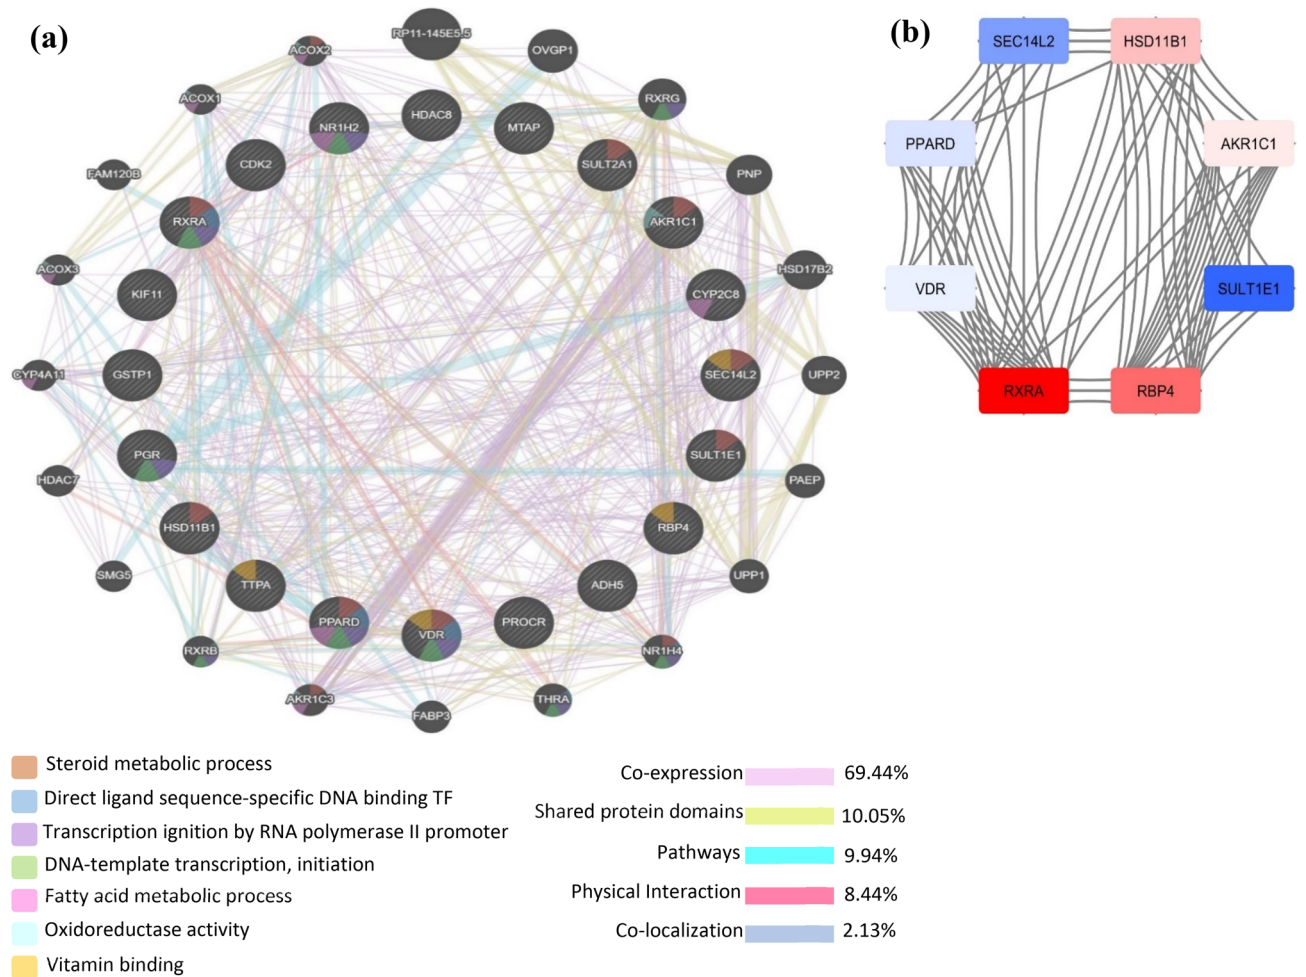 (a)
RP11-145E5.5
ACOX2
OVGP1
ACOX1
RXRG
HDAC8
NR1H2
MTAP
CDK2
SULT2A1
FAM120B
PNP
RXRA
AKR1C1
ACOX3
HSD17B2
KIF11
CYP2C8
CYP4A11
GSTP1
SEC14L2
UPP2
PGR
SULT1E1
HDAC7
PAEP
HSD11B1
RBP4
SMG5
TTPA
ADH5
UPP1
PPARD
VDR
PROCR
RXRB
NR1H4
AKR1C3
FABP3
THRA
(b)
SEC14L2
HSD11B1
PPARD
AKR1C1
VDR
SULT1E1
RXRA
RBP4
Steroid metabolic process
Direct ligand sequence-specific DNA binding TF
Transcription ignition by RNA polymerase II promoter
DNA-template transcription, initiation
Fatty acid metabolic process
Oxidoreductase activity
Vitamin binding
Co-expression 69.44%
Shared protein domains 10.05%
Pathways 9.94%
Physical Interaction 8.44%
Co-localization 2.13%